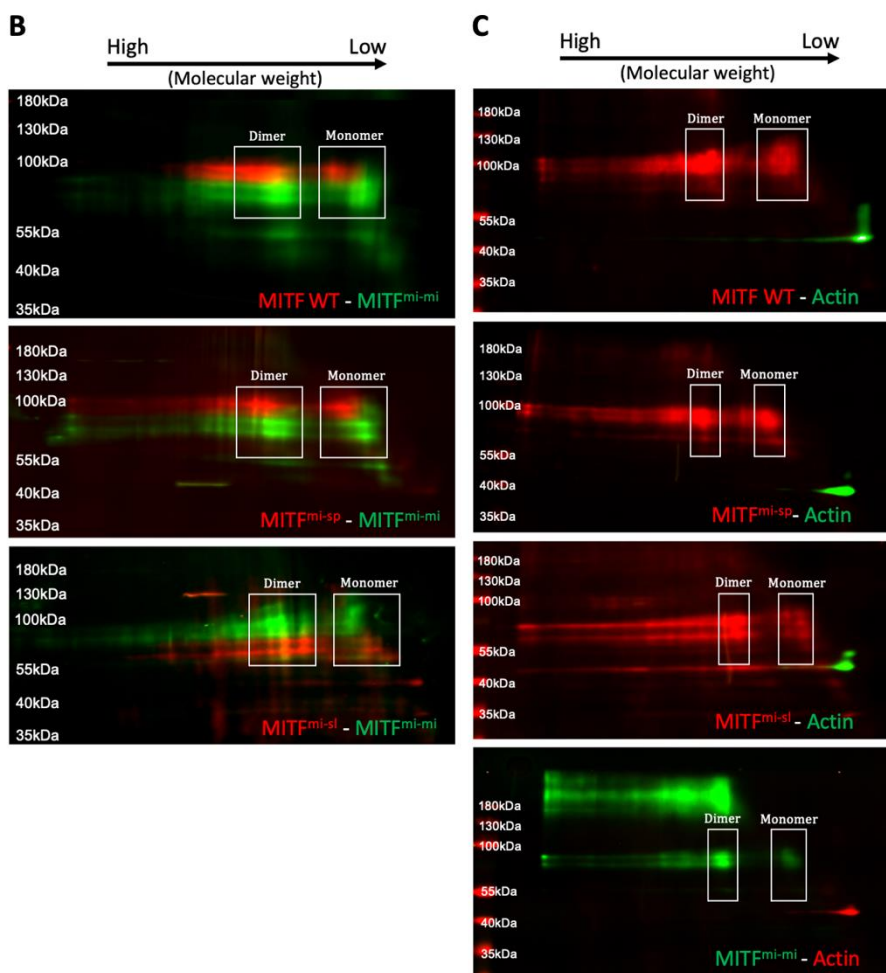 B
High Low
(Molecular weight)
180kDa
130kDa
Dimer Monomer
100kDa
55kDa
40kDa
35kDa
MITF WT - MITFmi-mi
180kDa
130kDa
Dimer Monomer
100kDa
55kDa
40kDa
MITFmi-sp - MITFmi-mi
35kDa
180kDa
130kDa
Dimer Monomer
100kDa
55kDa
40kDa
MITFmi-sl - MITFmi-mi
35kDa
C
High Low
(Molecular weight)
180kDa
Dimer Monomer
130kDa
100kDa
55kDa
40kDa
35kDa
MITF WT - Actin
180kDa
130kDa
Dimer Monomer
100kDa
55kDa
40kDa
MITFmi-sp- Actin
35kDa
180kDa
130kDa
Dimer Monomer
100kDa
55kDa
40kDa
35kDa
MITFmi-sl - Actin
180kDa
130kDa
Dimer Monomer
100kDa
55kDa
40kDa
35kDa
MITFmi-mi - Actin